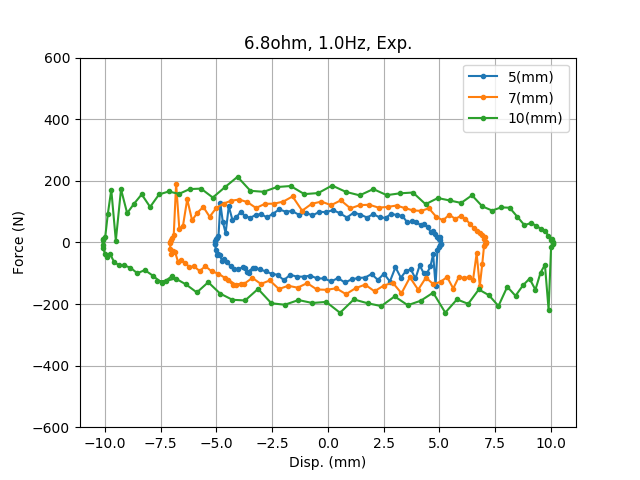 6.8ohm, 1.0Hz, Exp.
5(mm)
7(mm)
10(mm)
Force (N)
600
400
200
0
−200
−400
−600
−10.0 −7.5 −5.0 −2.5 0.0 2.5 5.0 7.5 10.0
Disp. (mm)